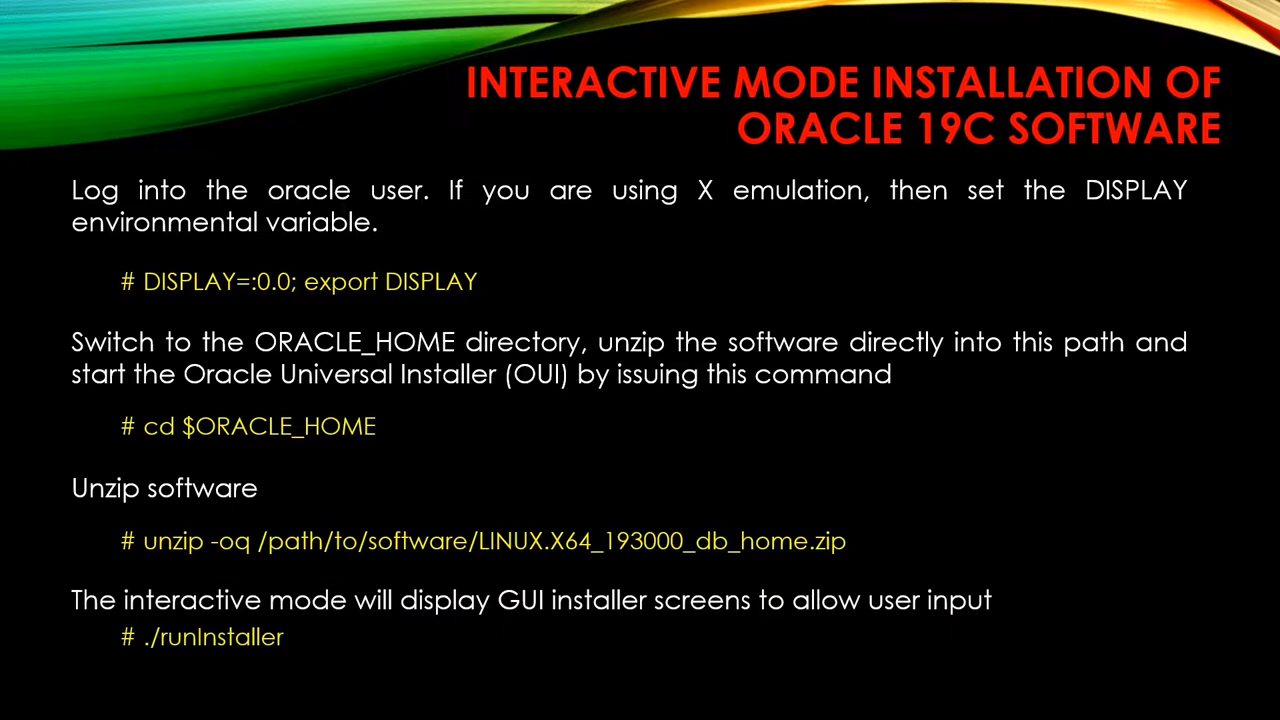 INTERACTIVE MODE INSTALLATION OF
ORACLE 19C SOFTWARE
Log into the oracle user. If you are using X emulation, then set the DISPLAY
environmental variable.
# DISPLAY=:0.0; export DISPLAY
Switch to the ORACLE_HOME directory, unzip the software directly into this path and
start the Oracle Universal Installer (OUI) by issuing this command
# cd $ORACLE_HOME
Unzip software
# unzip -oq /path/to/software/LINUX.X64_193000_db_home.zip
The interactive mode will display GUI installer screens to allow user input
# ./runInstaller